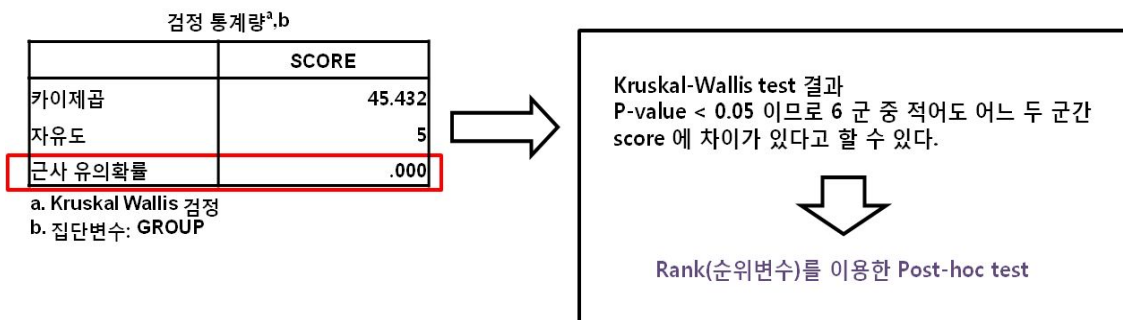 검정 통계량a,b
SCORE
카이제곱 45.432
자유도 5
근사 유의확률 .000
a. Kruskal Wallis 검정
b. 집단변수: GROUP
Kruskal-Wallis test 결과
P-value < 0.05 이므로 6 군 중 적어도 어느 두 군간
score 에 차이가 있다고 할 수 있다.
Rank(순위변수)를 이용한 Post-hoc test